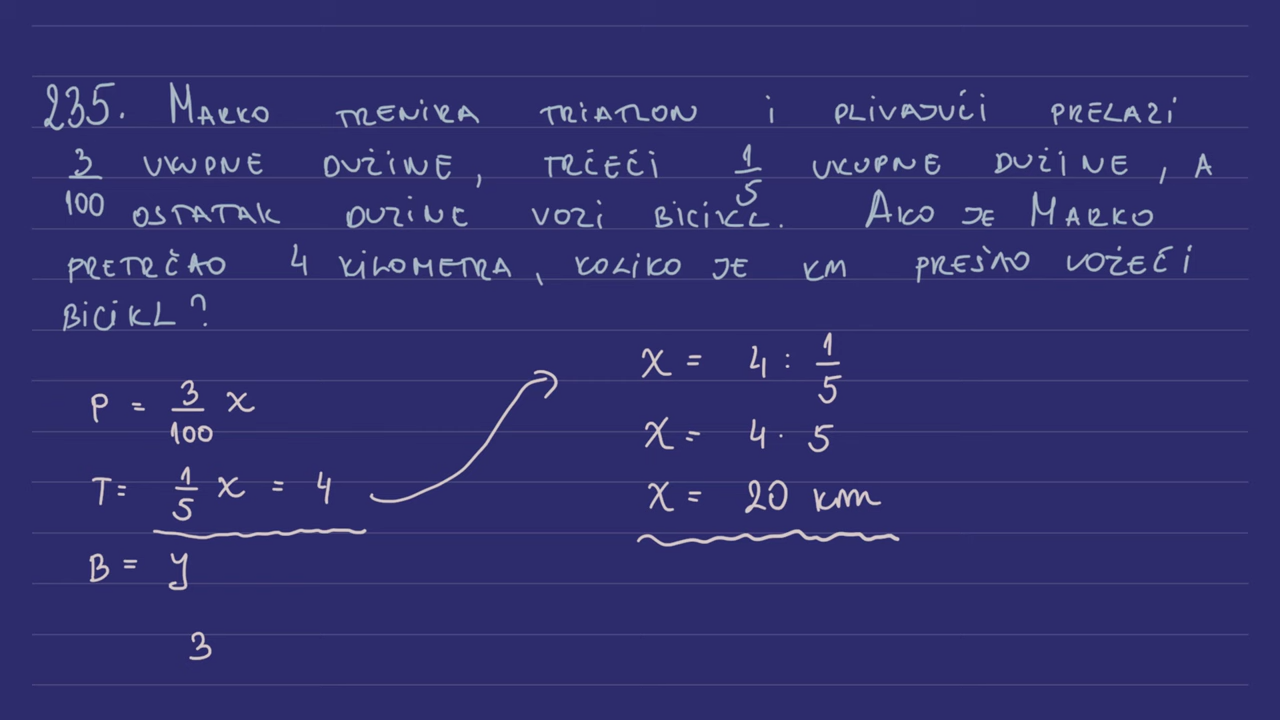 235. MARKO TRENIRA TRIATLON I PLIVAJUĆI PRELAZI
3/100 UKUPNE DUŽINE, TRČEĆI 1/5 UKUPNE DUŽINE, A
OSTATAK DUŽINE VOZI BICIKL. AKO JE MARKO
PRETRČAO 4 KILOMETRA, KOLIKO JE KM PREŠAO VOZEĆI
BICIKL?
P = 3/100 x
T = 1/5 x = 4
B = y
3
x = 4 : 1/5
x = 4 · 5
x = 20 km